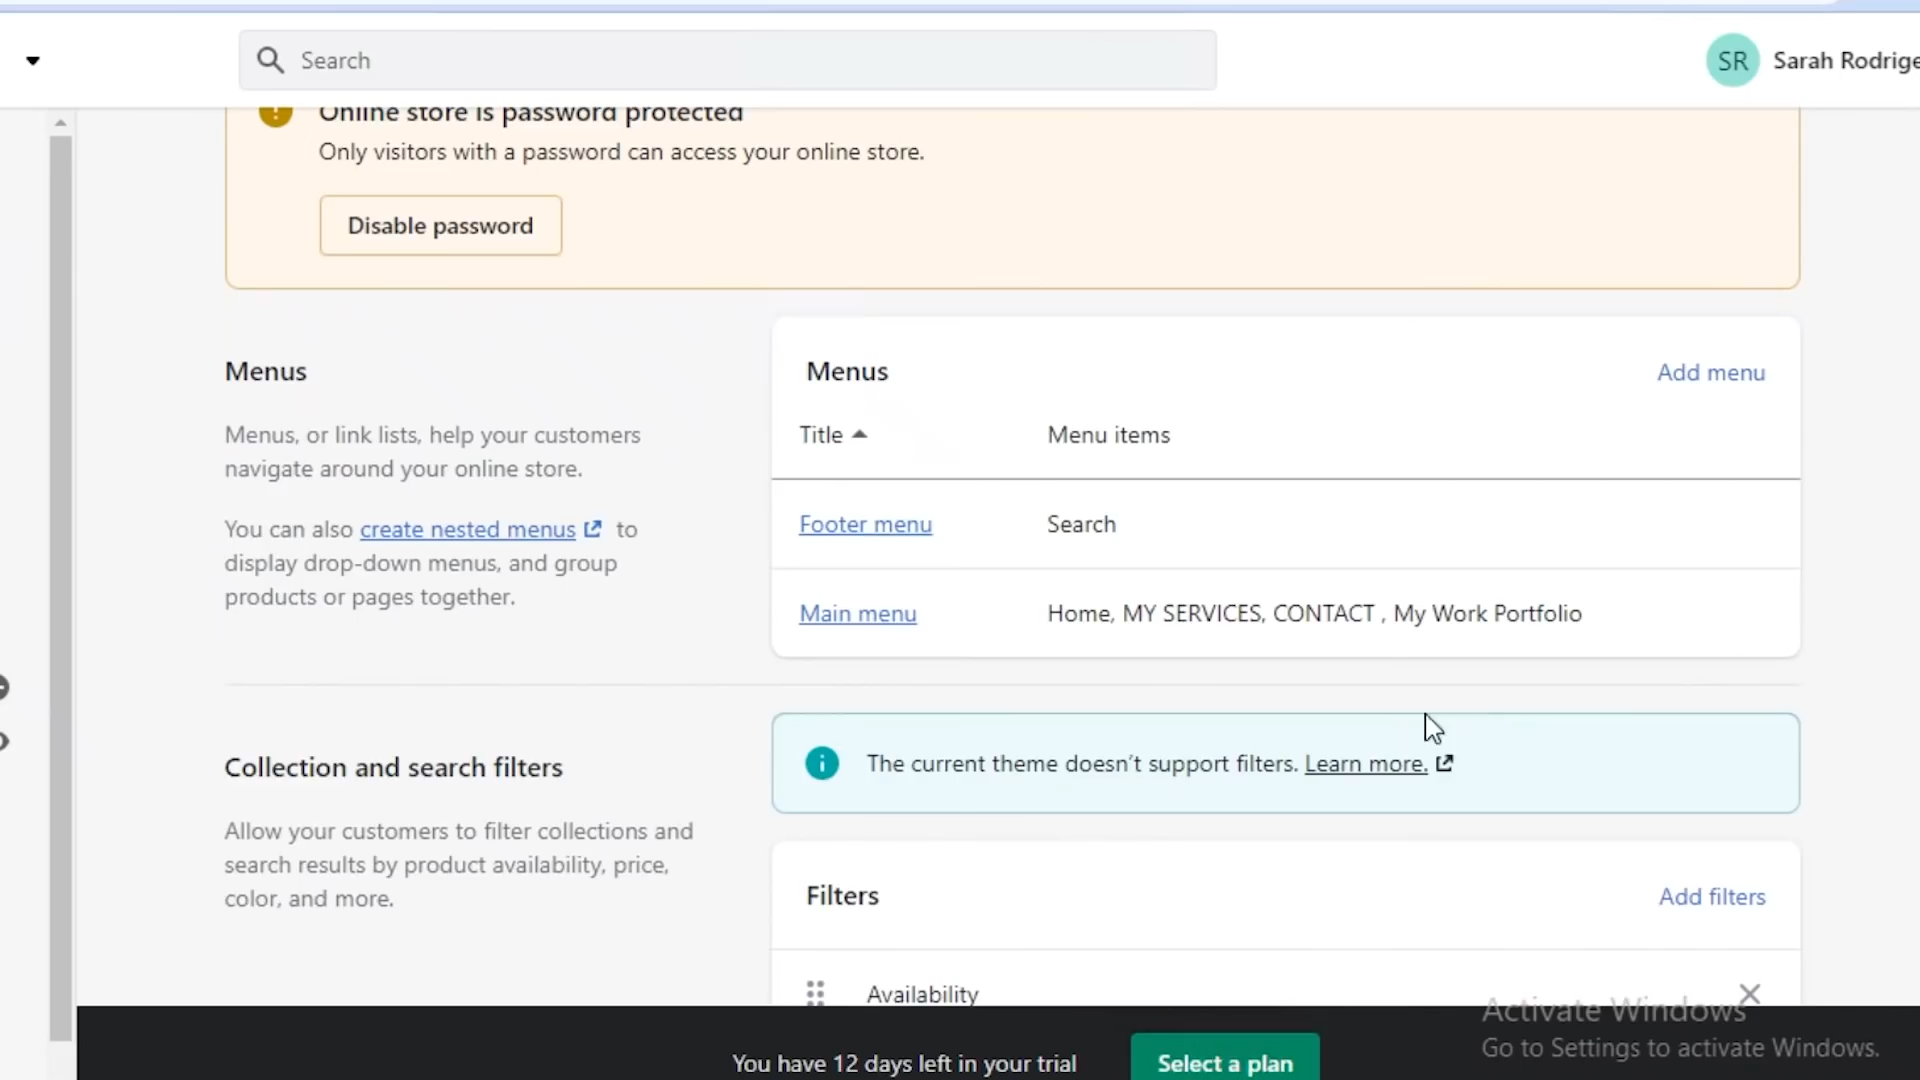 Search
SR
Sarah Rodrige
Online store is password protected
Only visitors with a password can access your online store.
Disable password
Menus
Menus, or link lists, help your customers
navigate around your online store.
You can also create nested menus to
display drop-down menus, and group
products or pages together.
Menus
Add menu
Title
Menu items
Footer menu
Search
Main menu
Home, MY SERVICES, CONTACT , My Work Portfolio
Collection and search filters
Allow your customers to filter collections and
search results by product availability, price,
color, and more.
The current theme doesn't support filters. Learn more.
Filters
Add filters
Availability
Activate Windows
Go to Settings to activate Windows.
You have 12 days left in your trial
Select a plan